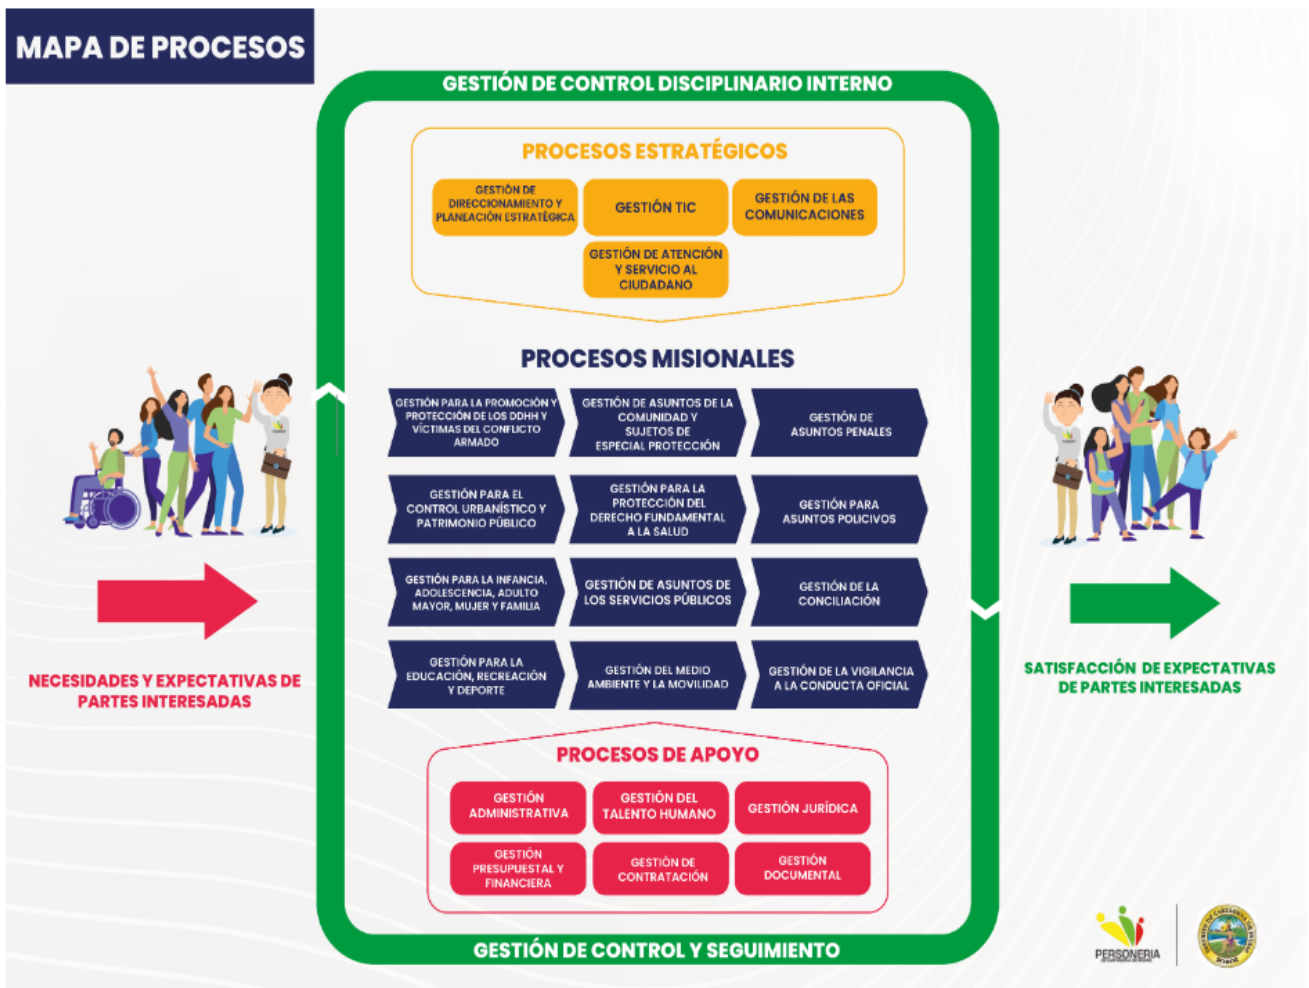 MAPA DE PROCESOS
GESTIÓN DE CONTROL DISCIPLINARIO INTERNO
PROCESOS ESTRATÉGICOS
GESTIÓN DE
DIRECCIONAMIENTO Y
PLANEACIÓN ESTRATÉGICA
GESTIÓN TIC
GESTIÓN DE LAS
COMUNICACIONES
GESTIÓN DE ATENCIÓN
Y SERVICIO AL
CIUDADANO
PROCESOS MISIONALES
GESTIÓN PARA LA PROMOCIÓN Y
PROTECCIÓN DE LOS DDHH Y
VÍCTIMAS DEL CONFLICTO
ARMADO
GESTIÓN DE ASUNTOS DE LA
COMUNIDAD Y
SUJETOS DE
ESPECIAL PROTECCIÓN
GESTIÓN DE
ASUNTOS PENALES
GESTIÓN PARA EL
CONTROL URBANÍSTICO Y
PATRIMONIO PÚBLICO
GESTIÓN PARA LA
PROTECCIÓN DEL
DERECHO FUNDAMENTAL
A LA SALUD
GESTIÓN PARA
ASUNTOS POLICIVOS
GESTIÓN PARA LA INFANCIA,
ADOLESCENCIA, ADULTO
MAYOR, MUJER Y FAMILIA
GESTIÓN DE ASUNTOS DE
LOS SERVICIOS PÚBLICOS
GESTIÓN DE LA
CONCILIACIÓN
GESTIÓN PARA LA
EDUCACIÓN, RECREACIÓN
Y DEPORTE
GESTIÓN DEL MEDIO
AMBIENTE Y LA MOVILIDAD
GESTIÓN DE LA VIGILANCIA
A LA CONDUCTA OFICIAL
NECESIDADES Y EXPECTATIVAS DE
PARTES INTERESADAS
SATISFACCIÓN DE EXPECTATIVAS
DE PARTES INTERESADAS
PROCESOS DE APOYO
GESTIÓN
ADMINISTRATIVA
GESTIÓN DEL
TALENTO HUMANO
GESTIÓN JURÍDICA
GESTIÓN
PRESUPUESTAL Y
FINANCIERA
GESTIÓN DE
CONTRATACIÓN
GESTIÓN
DOCUMENTAL
GESTIÓN DE CONTROL Y SEGUIMIENTO
PERSONERIA